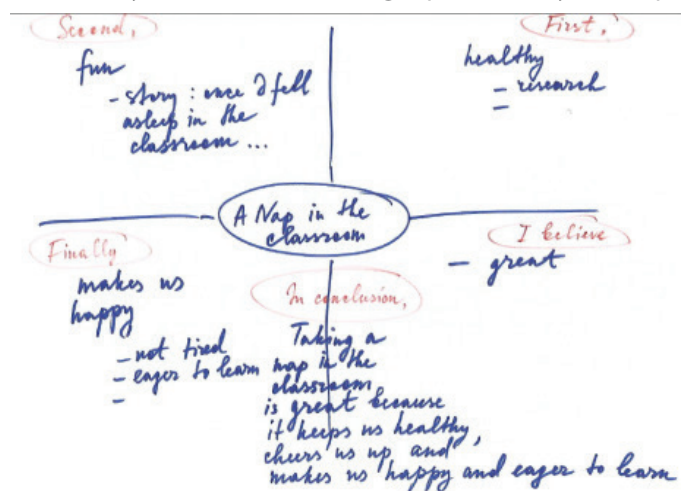 Second,
fun
- story : once I fell
asleep in the
classroom ...
First,
healthy
- research
-
A Nap in the
classroom
Finally
makes us
happy
- not tired
- eager to learn
-
I believe
- great
In conclusion,
Taking a
nap in the
classroom
is great because
it keeps us healthy,
cheers us up and
makes us happy and eager to learn